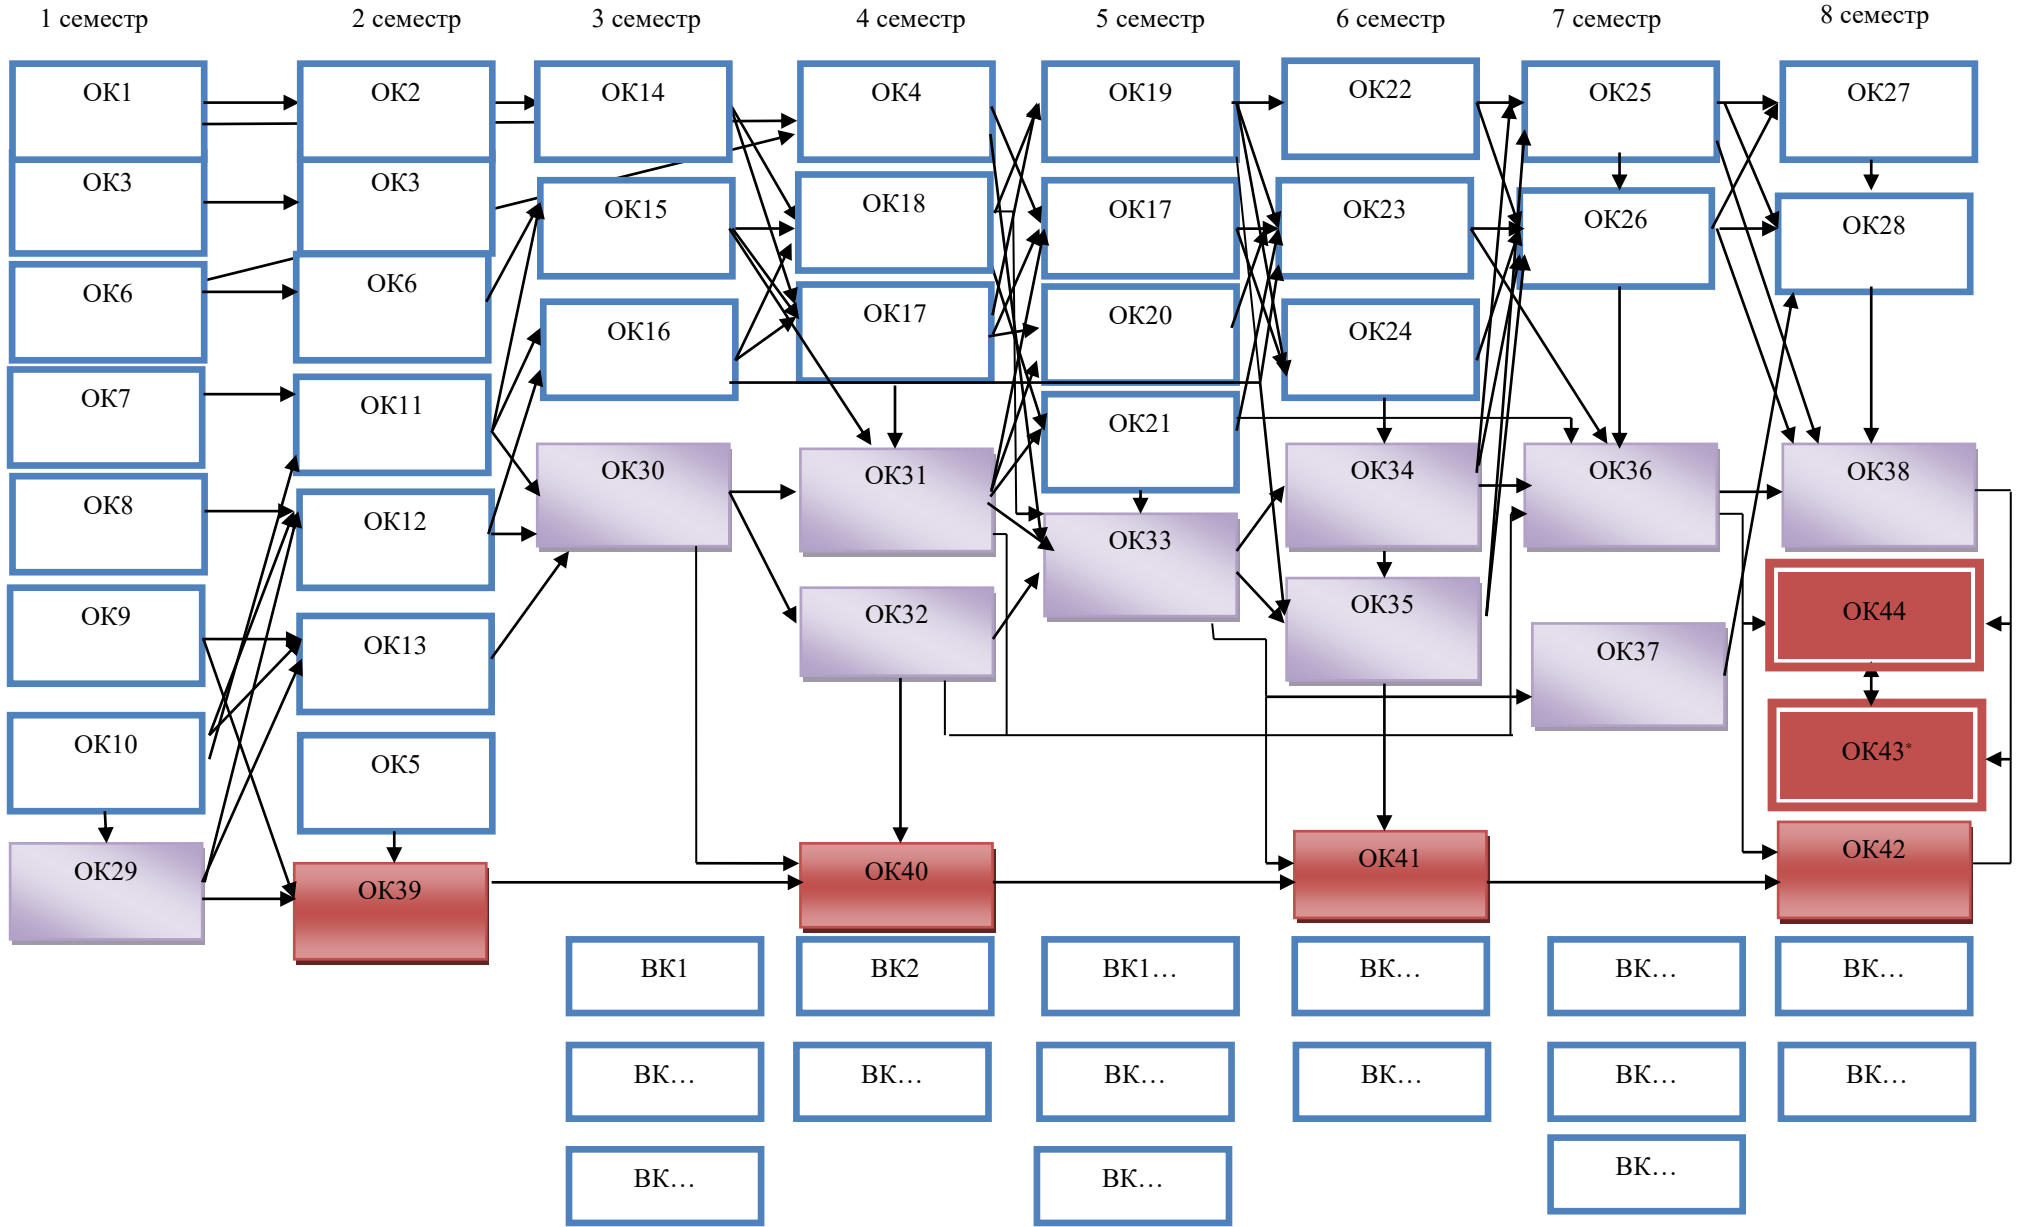 1 семестр
2 семестр
3 семестр
4 семестр
5 семестр
6 семестр
7 семестр
8 семестр
ОК1
ОК2
ОК14
ОК4
ОК19
ОК22
ОК25
ОК27
ОК3
ОК3
ОК15
ОК18
ОК17
ОК23
ОК26
ОК28
ОК6
ОК6
ОК16
ОК17
ОК20
ОК24
ОК7
ОК11
ОК21
ОК30
ОК31
ОК34
ОК36
ОК38
ОК8
ОК12
ОК33
ОК9
ОК13
ОК32
ОК35
ОК37
ОК44
ОК10
ОК5
ОК43*
ОК29
ОК39
ОК40
ОК41
ОК42
ВК1
ВК2
ВК1…
ВК…
ВК…
ВК…
ВК…
ВК…
ВК…
ВК…
ВК…
ВК…
ВК…
ВК…
ВК…